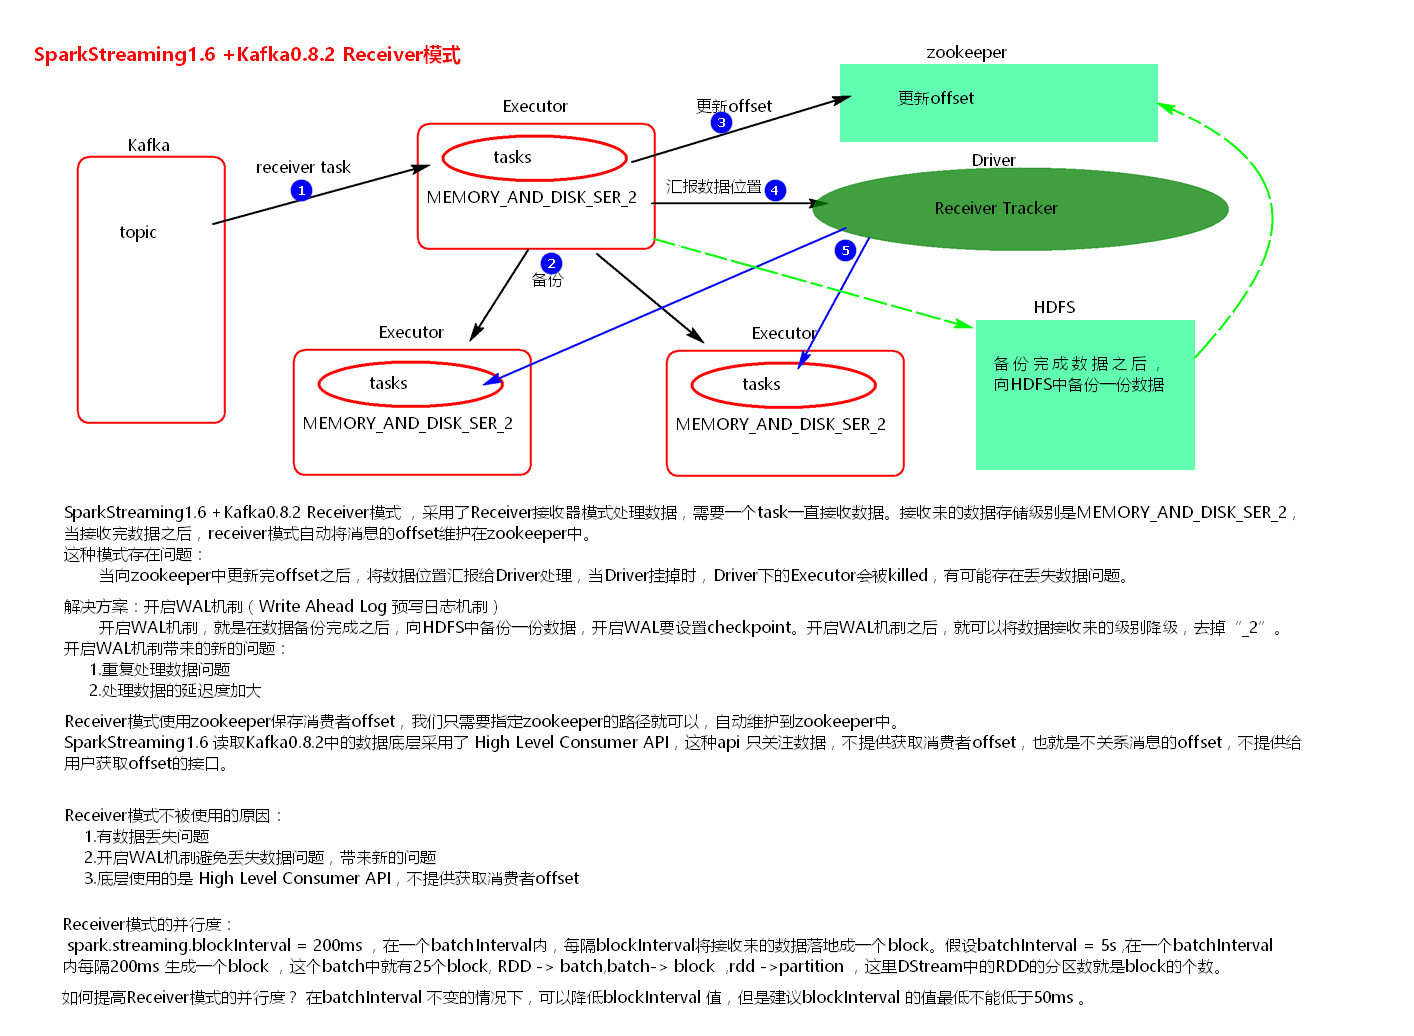 SparkStreaming1.6 +Kafka0.8.2 Receiver模式
zookeeper
更新offset
Executor
更新offset
3
Kafka
receiver task
1
tasks
MEMORY_AND_DISK_SER_2
汇报数据位置
4
Driver
Receiver Tracker
topic
2
备份
5
HDFS
备份完成数据之后，
向HDFS中备份一份数据
Executor
tasks
MEMORY_AND_DISK_SER_2
Executor
tasks
MEMORY_AND_DISK_SER_2
SparkStreaming1.6 +Kafka0.8.2 Receiver模式 ，采用了Receiver接收器模式处理数据，需要一个task一直接收数据。接收来的数据存储级别是MEMORY_AND_DISK_SER_2，
当接收完数据之后，receiver模式自动将消息的offset维护在zookeeper中。
这种模式存在问题：
当向zookeeper中更新完offset之后，将数据位置汇报给Driver处理，当Driver挂掉时，Driver下的Executor会被killed，有可能存在丢失数据问题。
解决方案：开启WAL机制（Write Ahead Log 预写日志机制）
开启WAL机制，就是在数据备份完成之后，向HDFS中备份一份数据，开启WAL要设置checkpoint。开启WAL机制之后，就可以将数据接收来的级别降级，去掉“_2”。
开启WAL机制带来的新的问题：
1.重复处理数据问题
2.处理数据的延迟度加大
Receiver模式使用zookeeper保存消费者offset，我们只需要指定zookeeper的路径就可以，自动维护到zookeeper中。
SparkStreaming1.6 读取Kafka0.8.2中的数据底层采用了 High Level Consumer API，这种api 只关注数据，不提供获取消费者offset，也就是不关系消息的offset，不提供给
用户获取offset的接口。
Receiver模式不被使用的原因：
1.有数据丢失问题
2.开启WAL机制避免丢失数据问题，带来新的问题
3.底层使用的是 High Level Consumer API，不提供获取消费者offset
Receiver模式的并行度：
spark.streaming.blockInterval = 200ms ，在一个batchInterval内，每隔blockInterval将接收来的数据落地成一个block。假设batchInterval = 5s ,在一个batchInterval
内每隔200ms 生成一个block ，这个batch中就有25个block, RDD -> batch,batch-> block ,rdd ->partition ，这里DStream中的RDD的分区数就是block的个数。
如何提高Receiver模式的并行度？ 在batchInterval 不变的情况下，可以降低blockInterval 值，但是建议blockInterval 的值最低不能低于50ms 。